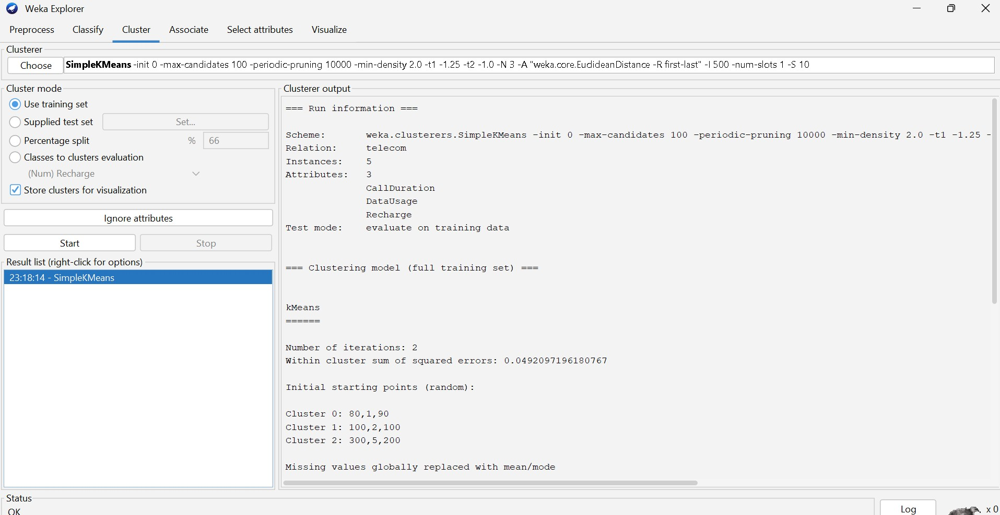 Weka Explorer
Preprocess Classify Cluster Associate Select attributes Visualize
Clusterer
Choose SimpleKMeans -init 0 -max-candidates 100 -periodic-pruning 10000 -min-density 2.0 -t1 -1.25 -t2 -1.0 -N 3 -A "weka.core.EuclideanDistance -R first-last" -I 500 -num-slots 1 -S 10
Cluster mode
Use training set
Supplied test set Set...
Percentage split % 66
Classes to clusters evaluation
(Num) Recharge
Store clusters for visualization
Ignore attributes
Start Stop
Result list (right-click for options)
23:18:14 - SimpleKMeans
Clusterer output
=== Run information ===
Scheme: weka.clusterers.SimpleKMeans -init 0 -max-candidates 100 -periodic-pruning 10000 -min-density 2.0 -t1 -1.25 -
Relation: telecom
Instances: 5
Attributes: 3
CallDuration
DataUsage
Recharge
Test mode: evaluate on training data
=== Clustering model (full training set) ===
kMeans
======
Number of iterations: 2
Within cluster sum of squared errors: 0.0492097196180767
Initial starting points (random):
Cluster 0: 80,1,90
Cluster 1: 100,2,100
Cluster 2: 300,5,200
Missing values globally replaced with mean/mode
Status
OK
Log x 0